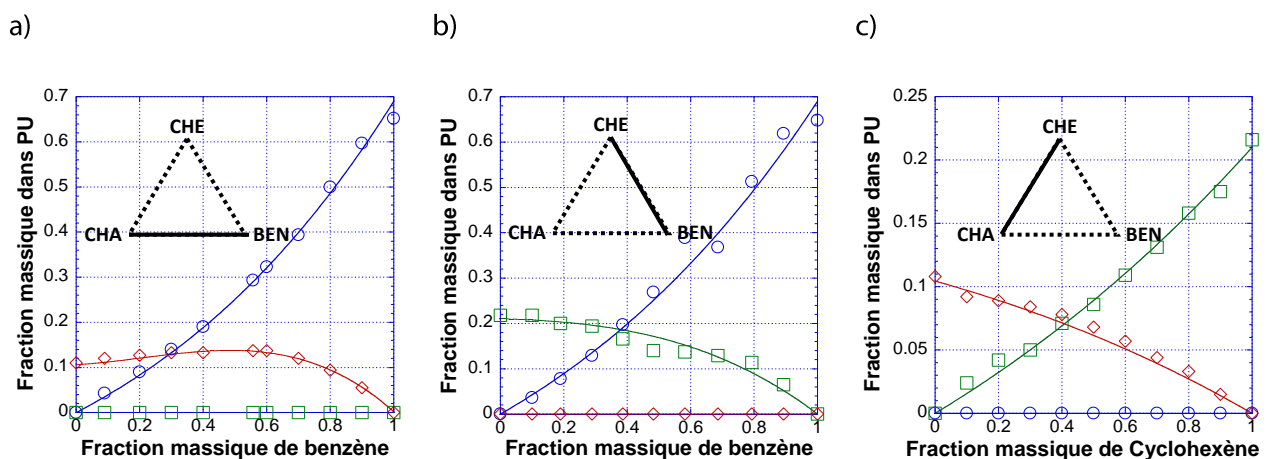 a)
Fraction massique dans PU
0.7
0.6
0.5
0.4
0.3
0.2
0.1
0
CHE
CHA
BEN
0 0.2 0.4 0.6 0.8 1
Fraction massique de benzène
b)
Fraction massique dans PU
0.7
0.6
0.5
0.4
0.3
0.2
0.1
0
CHE
CHA
BEN
0 0.2 0.4 0.6 0.8 1
Fraction massique de benzène
c)
Fraction massique dans PU
0.25
0.2
0.15
0.1
0.05
0
CHE
CHA
BEN
0 0.2 0.4 0.6 0.8 1
Fraction massique de Cyclohexène